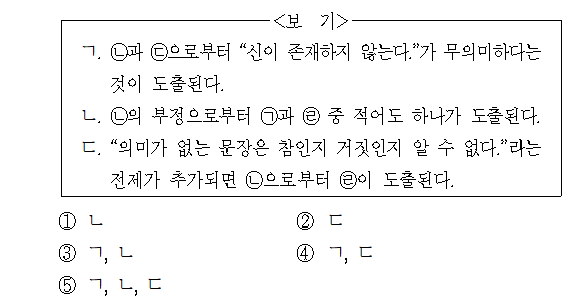 <보 기>
ㄱ. ㉡과 ㉢으로부터 “신이 존재하지 않는다.”가 무의미하다는
것이 도출된다.
ㄴ. ㉡의 부정으로부터 ㉠과 ㉣ 중 적어도 하나가 도출된다.
ㄷ. “의미가 없는 문장은 참인지 거짓인지 알 수 없다.”라는
전제가 추가되면 ㉡으로부터 ㉣이 도출된다.
① ㄴ ② ㄷ
③ ㄱ, ㄴ ④ ㄱ, ㄷ
⑤ ㄱ, ㄴ, ㄷ